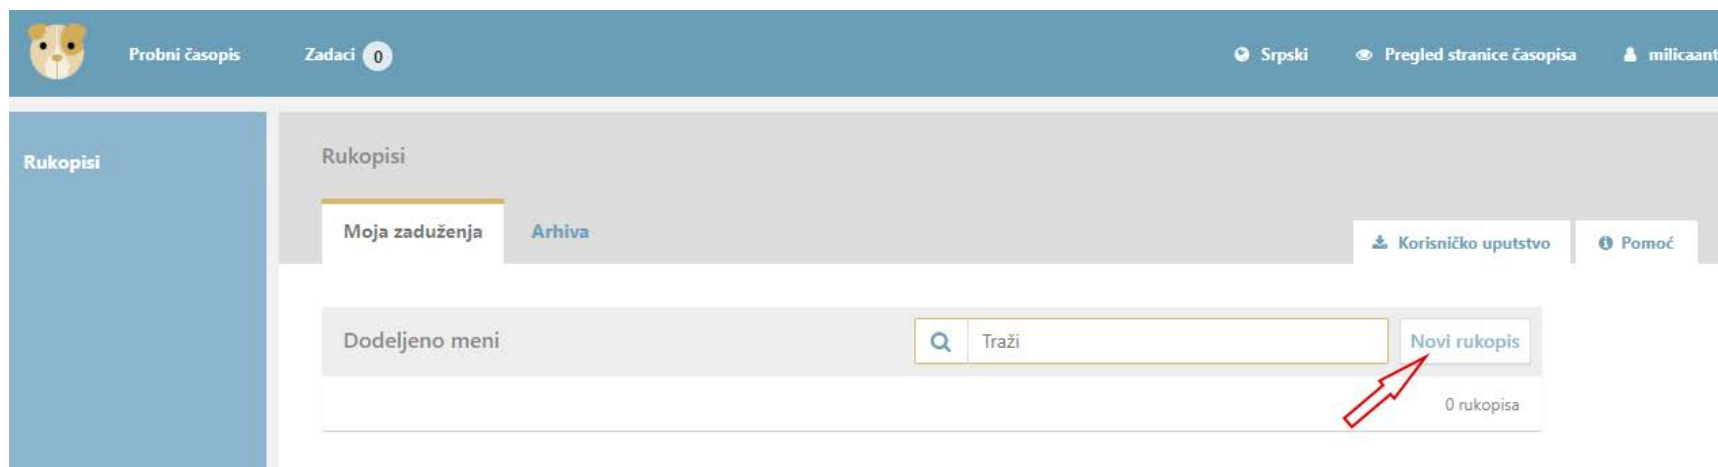 Probni časopis Zadaci 0 Srpski Pregled stranice časopisa milicaant
Rukopisi
Rukopisi
Moja zaduženja Arhiva Korisničko uputstvo Pomoć
Dodeljeno meni Traži Novi rukopis
0 rukopisa